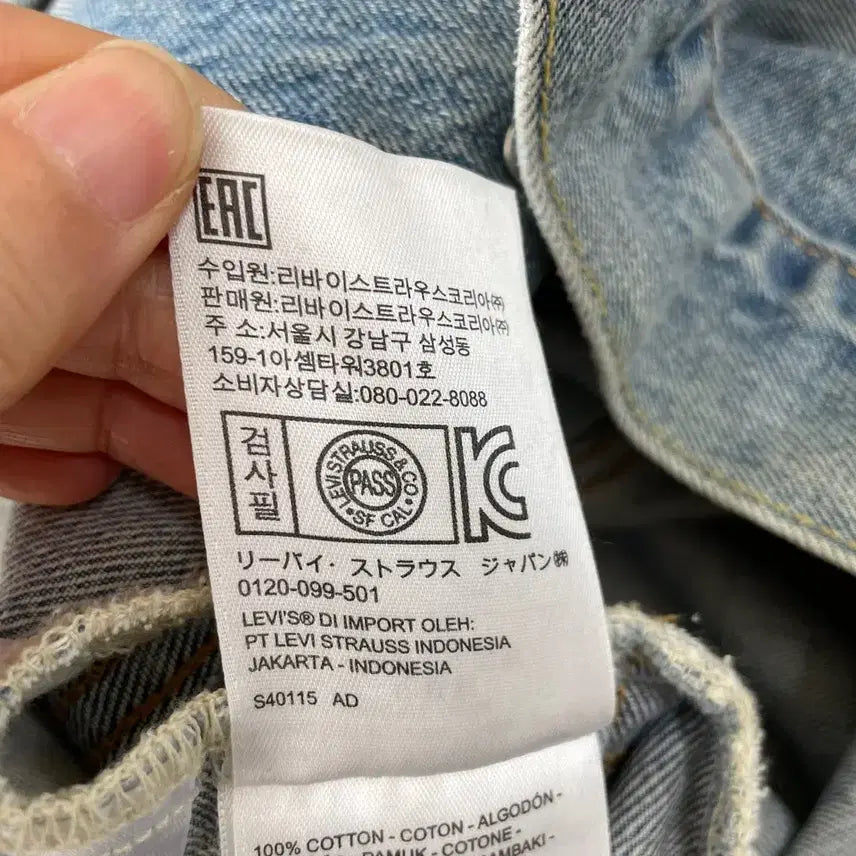 EAC
수입원:리바이스트라우스코리아㈜
판매원:리바이스트라우스코리아㈜
주 소:서울시 강남구 삼성동
159-1아셈타워3801호
소비자상담실:080-022-8088
검사필
LEVI STRAUSS & CO
PASS
SF CAL
KC
リーバイ・ストラウス ジャパン㈱
0120-099-501
LEVI'S® DI IMPORT OLEH:
PT LEVI STRAUSS INDONESIA
JAKARTA - INDONESIA
S40115 AD
100% COTTON - COTON - ALGODÓN -
PAMUK - COTONE -